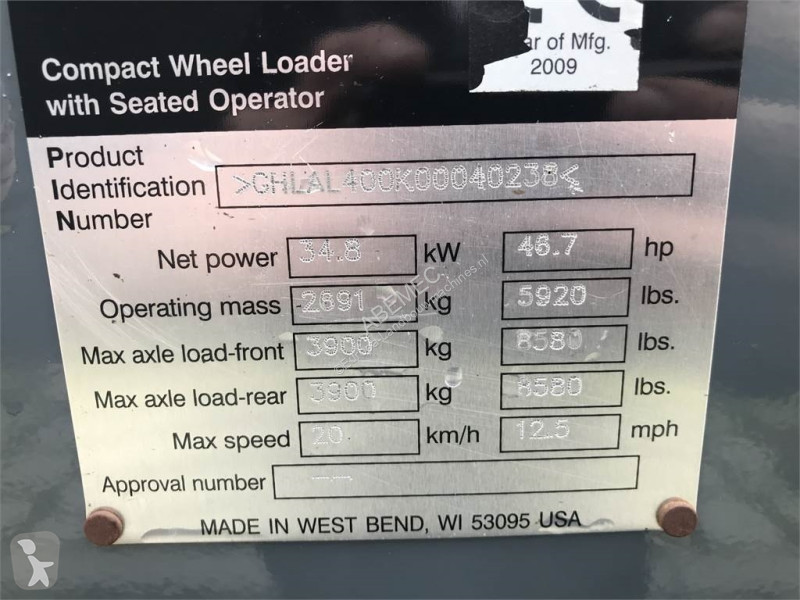 ar of Mfg.
2009
Compact Wheel Loader
with Seated Operator
Product
Identification >GHLAL400K00040238<
Number
Net power 34.8 kW 46.7 hp
Operating mass 2691 kg 5920 lbs.
Max axle load-front 3900 kg 8580 lbs.
Max axle load-rear 3900 kg 8580 lbs.
Max speed 20 km/h 12.5 mph
Approval number --
MADE IN WEST BEND, WI 53095 USA
ABEMEC